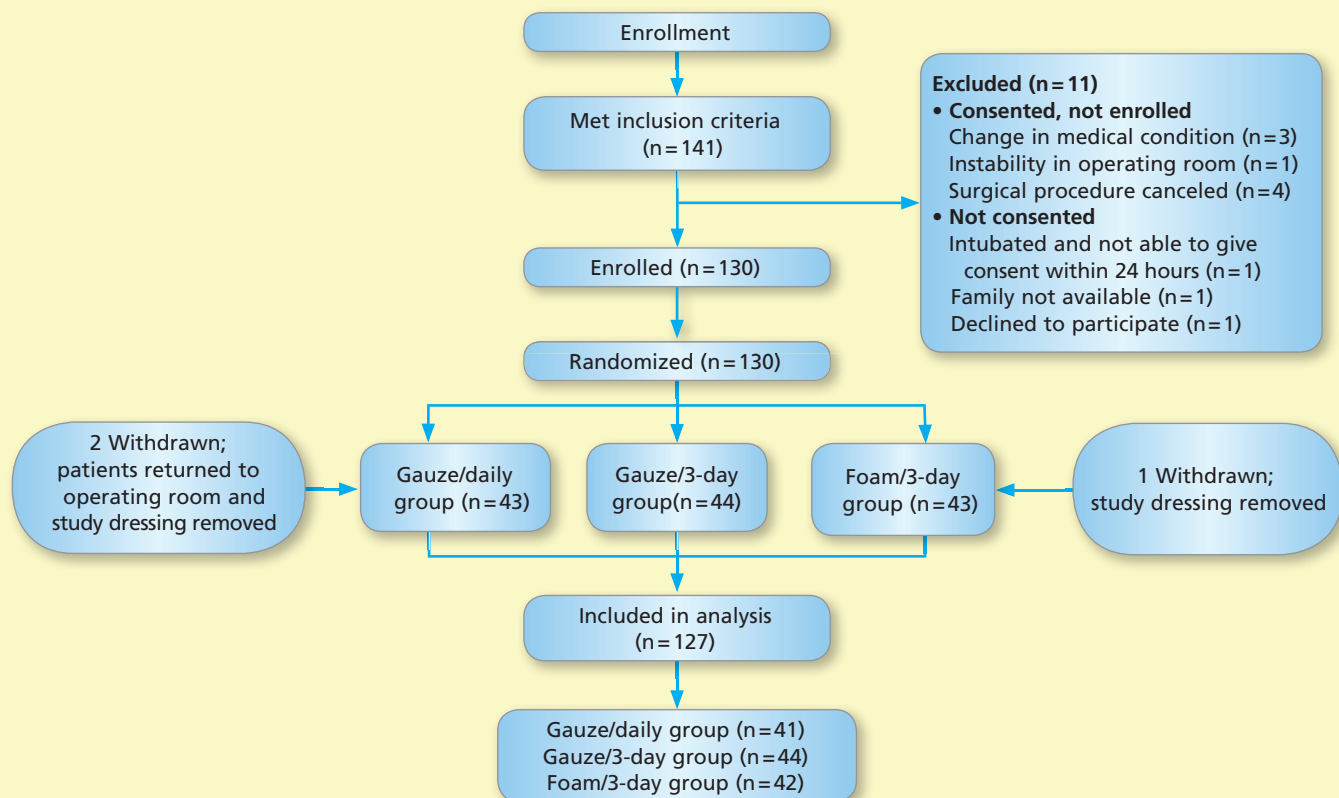 Enrollment
Met inclusion criteria
(n=141)
Excluded (n=11)
• Consented, not enrolled
Change in medical condition (n=3)
Instability in operating room (n=1)
Surgical procedure canceled (n=4)
• Not consented
Intubated and not able to give
consent within 24 hours (n=1)
Family not available (n=1)
Declined to participate (n=1)
Enrolled (n=130)
Randomized (n=130)
2 Withdrawn;
patients returned to
operating room and
study dressing removed
Gauze/daily
group (n=43)
Gauze/3-day
group(n=44)
Foam/3-day
group (n=43)
1 Withdrawn;
study dressing removed
Included in analysis
(n=127)
Gauze/daily group (n=41)
Gauze/3-day group (n=44)
Foam/3-day group (n=42)